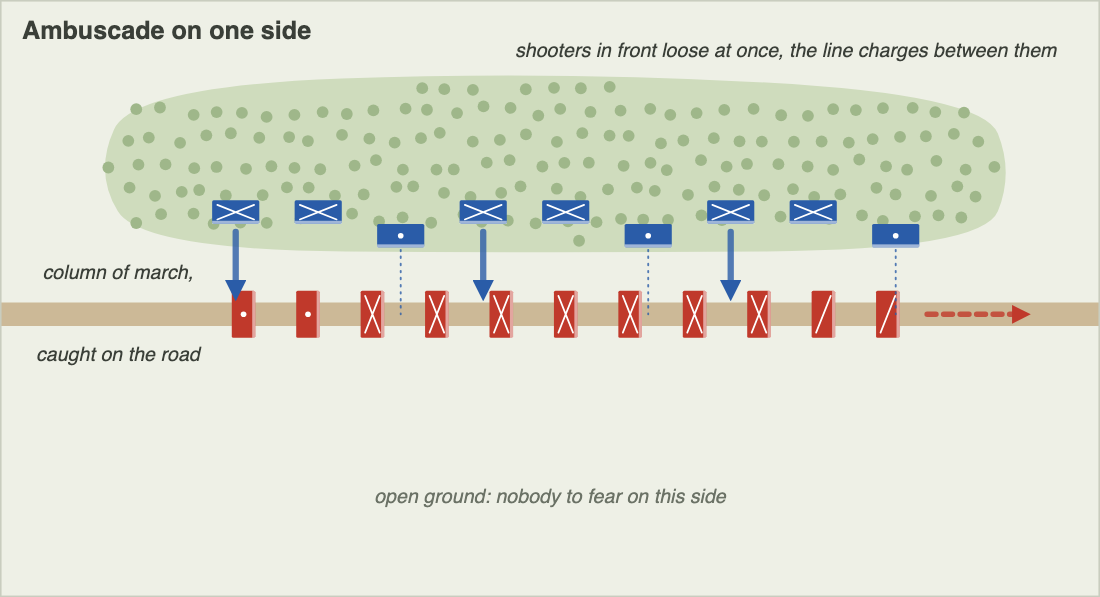 Ambuscade on one side
shooters in front loose at once, the line charges between them
column of march,
caught on the road
open ground: nobody to fear on this side